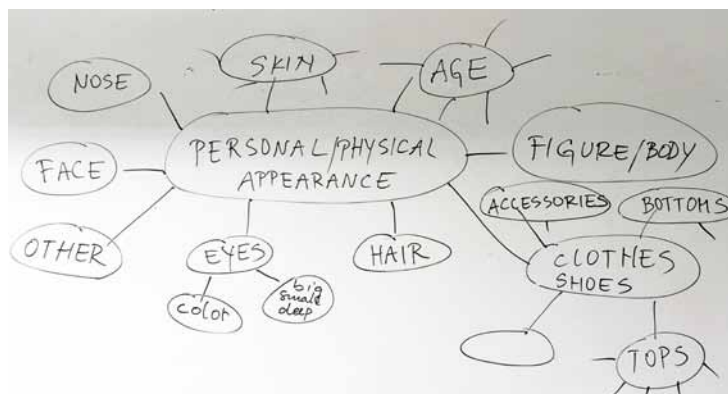 SKIN
AGE
NOSE
PERSONAL/PHYSICAL
APPEARANCE
FIGURE/BODY
FACE
ACCESSORIES
BOTTOMS
OTHER
EYES
HAIR
CLOTHES
SHOES
color
big
small
deep
TOPS